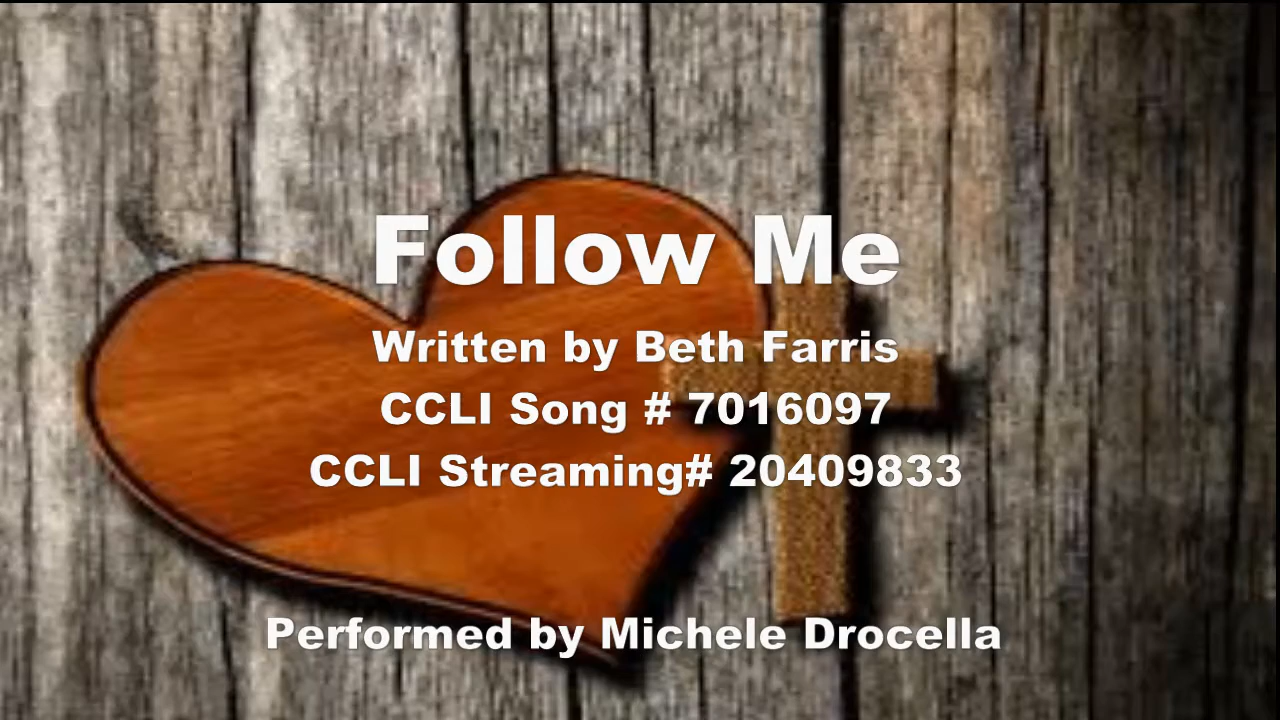 Follow Me
Written by Beth Farris
CCLI Song # 7016097
CCLI Streaming# 20409833
Performed by Michele Drocella